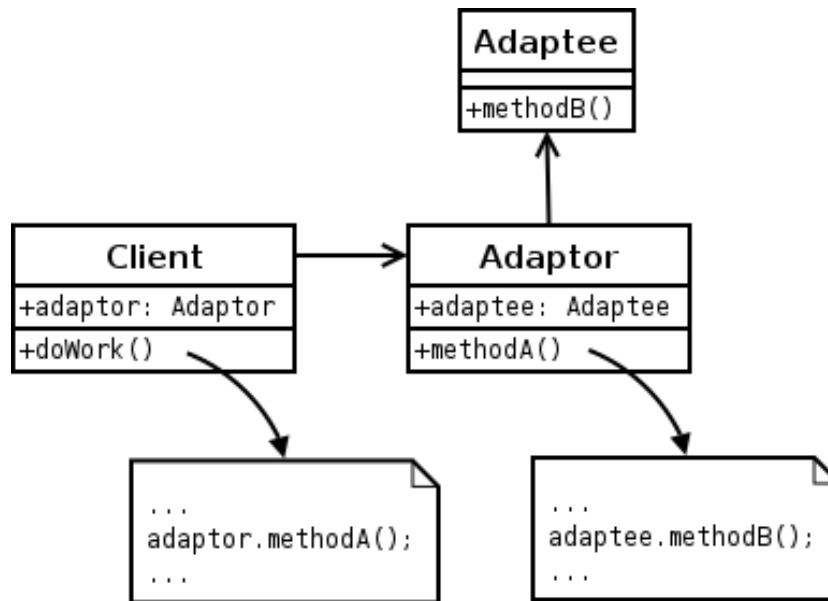 Adaptee
+methodB()
Client
+adaptor: Adaptor
+doWork()
Adaptor
+adaptee: Adaptee
+methodA()
...
adaptor.methodA();
...
...
adaptee.methodB();
...